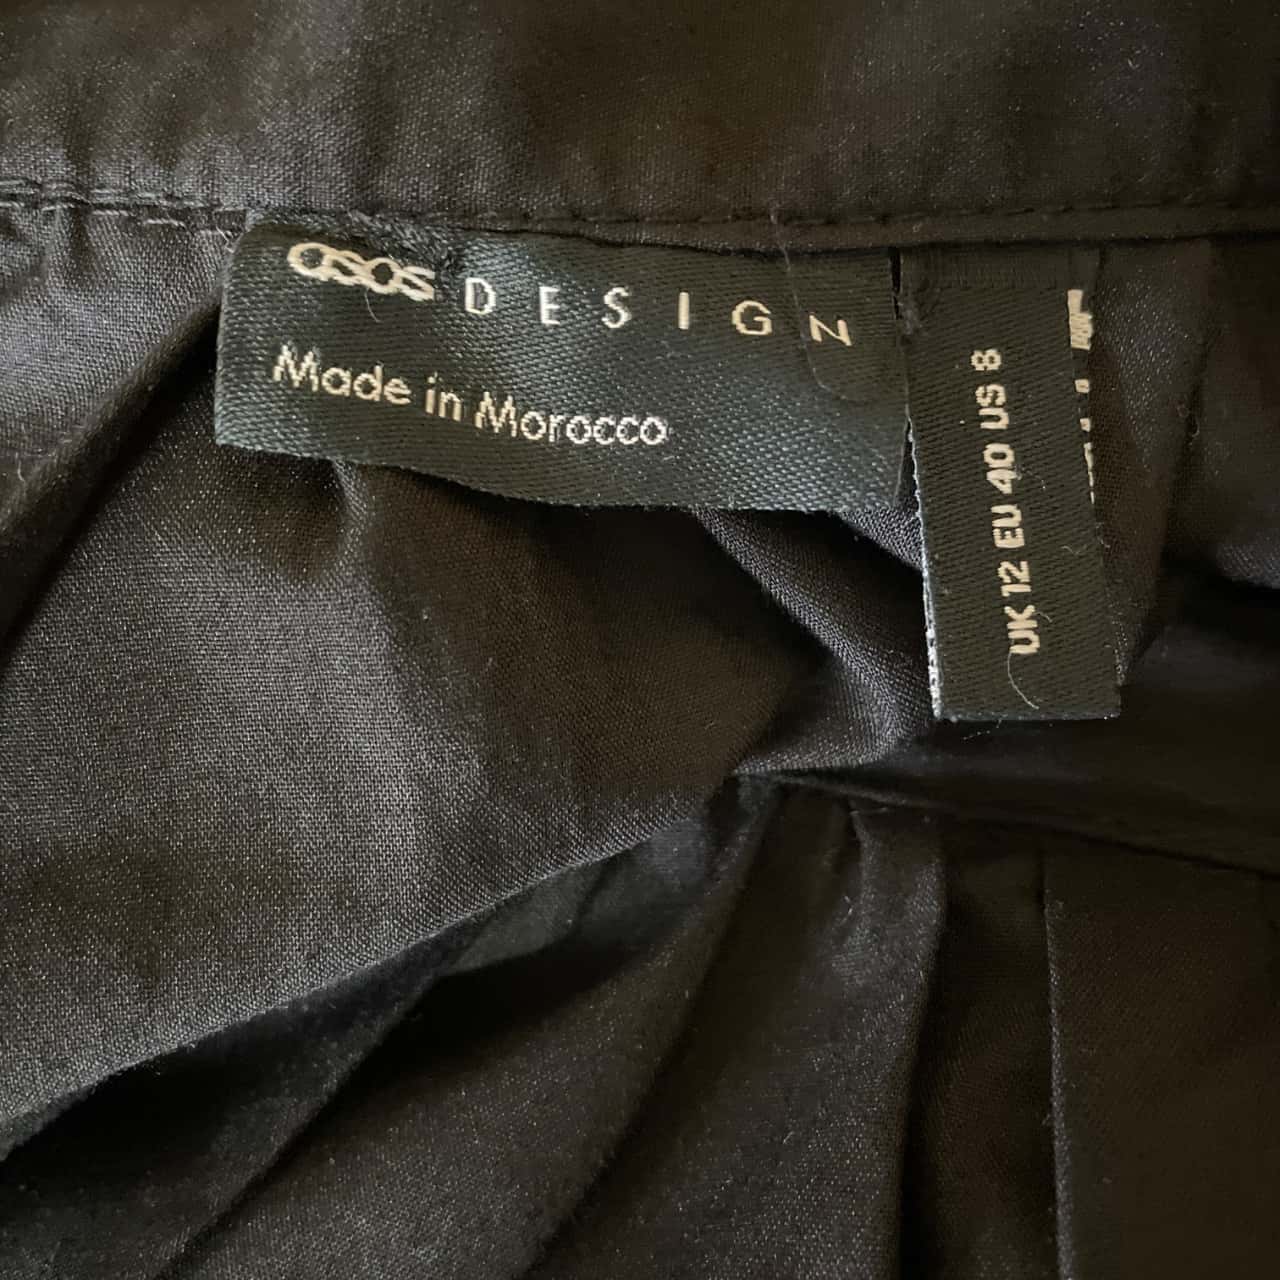 asos DESIGN
Made in Morocco
UK 12 EU 40 US 8